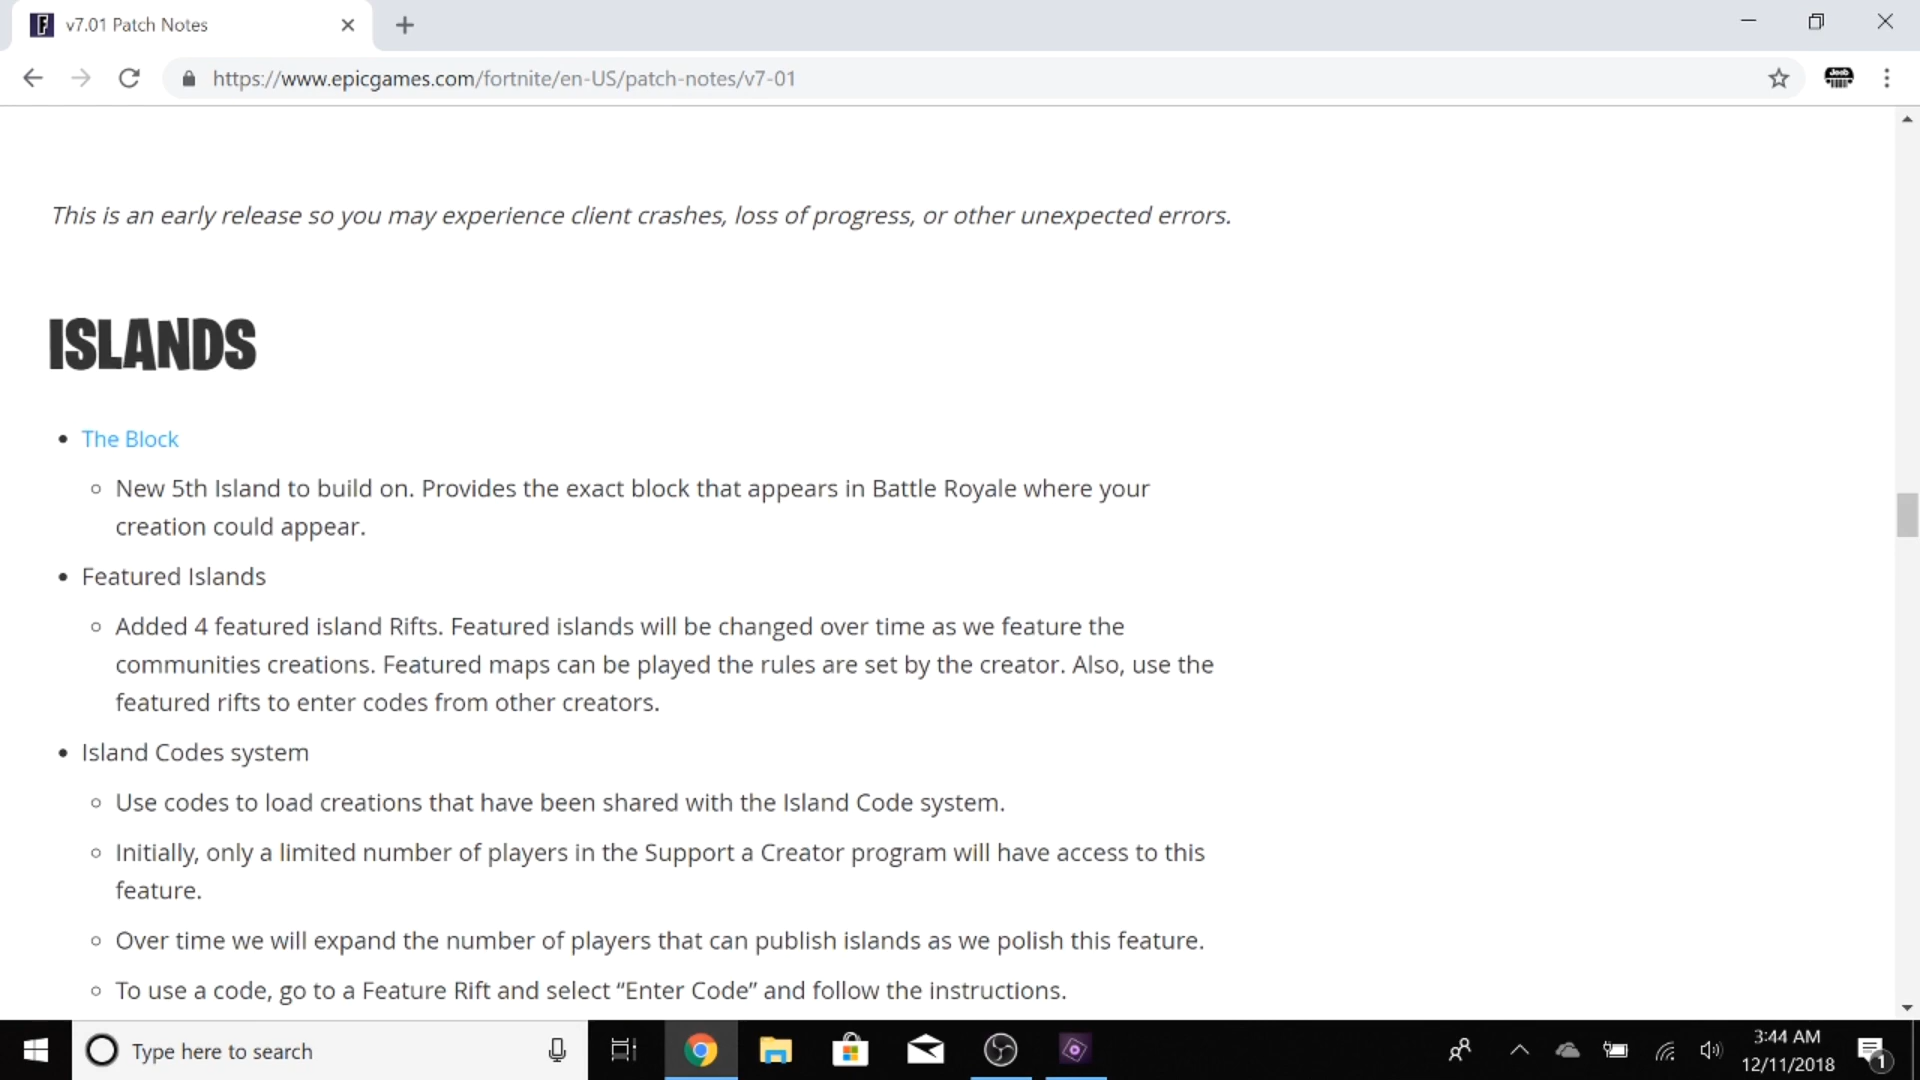 v7.01 Patch Notes
https://www.epicgames.com/fortnite/en-US/patch-notes/v7-01
This is an early release so you may experience client crashes, loss of progress, or other unexpected errors.
ISLANDS
• The Block
○ New 5th Island to build on. Provides the exact block that appears in Battle Royale where your
creation could appear.
• Featured Islands
○ Added 4 featured island Rifts. Featured islands will be changed over time as we feature the
communities creations. Featured maps can be played the rules are set by the creator. Also, use the
featured rifts to enter codes from other creators.
• Island Codes system
○ Use codes to load creations that have been shared with the Island Code system.
○ Initially, only a limited number of players in the Support a Creator program will have access to this
feature.
○ Over time we will expand the number of players that can publish islands as we polish this feature.
○ To use a code, go to a Feature Rift and select “Enter Code” and follow the instructions.
Type here to search
3:44 AM
12/11/2018
1